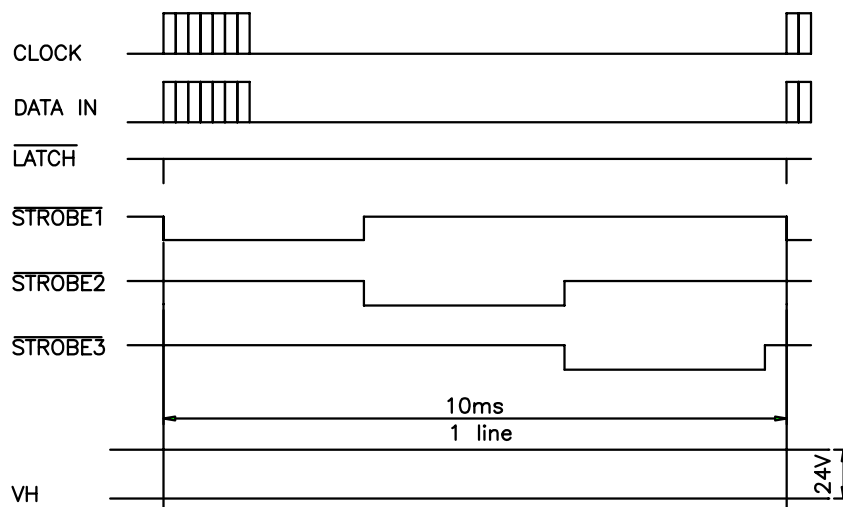 CLOCK
DATA IN
LATCH
STROBE1
STROBE2
STROBE3
10ms
1 line
24V
VH